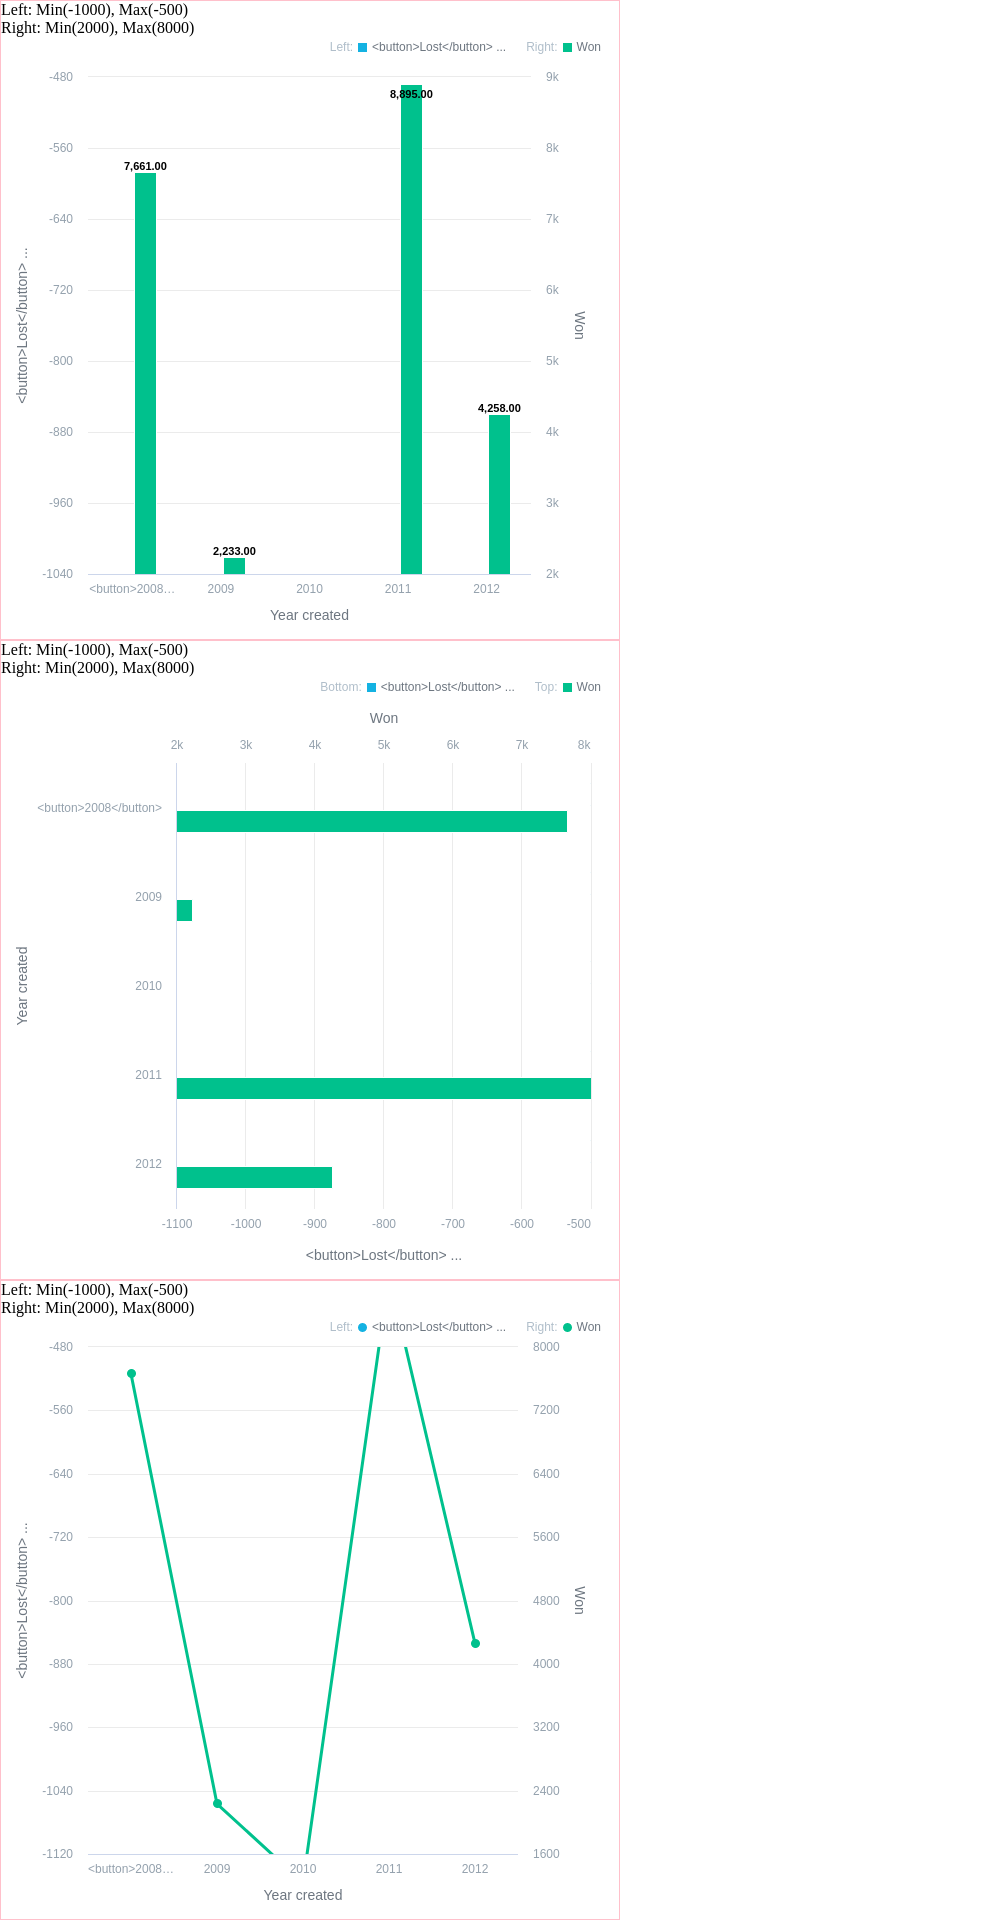 Left: Min(-1000), Max(-500)
Right: Min(2000), Max(8000)
Left: <button>Lost</button> ... Right: Won
-480 9k
8,895.00
-560 8k
7,661.00
-640 7k
-720 6k
<button>Lost</button> ...
Won
-800 5k
4,258.00
-880 4k
-960 3k
2,233.00
-1040 2k
<button>2008… 2009 2010 2011 2012
Year created
Left: Min(-1000), Max(-500)
Right: Min(2000), Max(8000)
Bottom: <button>Lost</button> ... Top: Won
Won
2k 3k 4k 5k 6k 7k 8k
<button>2008</button>
2009
Year created
2010
2011
2012
-1100 -1000 -900 -800 -700 -600 -500
<button>Lost</button> ...
Left: Min(-1000), Max(-500)
Right: Min(2000), Max(8000)
Left: <button>Lost</button> ... Right: Won
-480 8000
-560 7200
-640 6400
-720 5600
<button>Lost</button> ...
Won
-800 4800
-880 4000
-960 3200
-1040 2400
-1120 1600
<button>2008… 2009 2010 2011 2012
Year created